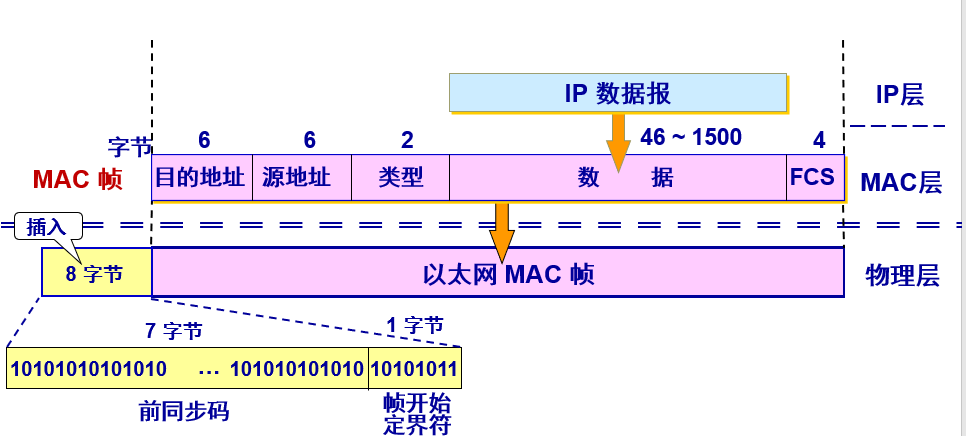 IP 数据报
IP层
字节
6
6
2
46 ~ 1500
4
MAC 帧
目的地址
源地址
类型
数 据
FCS
MAC层
插入
8 字节
以太网 MAC 帧
物理层
7 字节
1 字节
10101010101010 … 101010101010
10101011
前同步码
帧开始
定界符